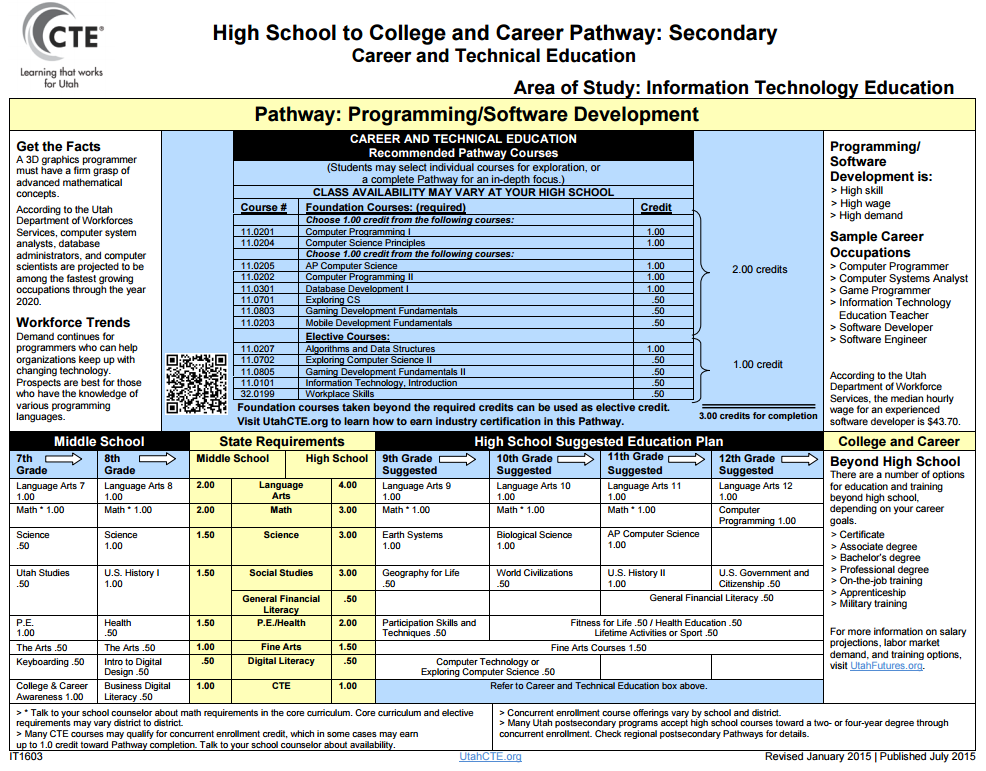 CTE®
Learning that works
for Utah
High School to College and Career Pathway: Secondary
Career and Technical Education
Area of Study: Information Technology Education
Pathway: Programming/Software Development
Get the Facts
A 3D graphics programmer
must have a firm grasp of
advanced mathematical
concepts.
According to the Utah
Department of Workforces
Services, computer system
analysts, database
administrators, and computer
scientists are projected to be
among the fastest growing
occupations through the year
2020.
Workforce Trends
Demand continues for
programmers who can help
organizations keep up with
changing technology.
Prospects are best for those
who have the knowledge of
various programming
languages.
CAREER AND TECHNICAL EDUCATION
Recommended Pathway Courses
(Students may select individual courses for exploration, or
a complete Pathway for an in-depth focus.)
CLASS AVAILABILITY MAY VARY AT YOUR HIGH SCHOOL
Course # Foundation Courses: (required) Credit
Choose 1.00 credit from the following courses:
11.0201 Computer Programming I 1.00
11.0204 Computer Science Principles 1.00
Choose 1.00 credit from the following courses:
11.0205 AP Computer Science 1.00
11.0202 Computer Programming II 1.00
11.0301 Database Development I 1.00
11.0701 Exploring CS .50
11.0803 Gaming Development Fundamentals .50
11.0203 Mobile Development Fundamentals .50
2.00 credits
Elective Courses:
11.0207 Algorithms and Data Structures 1.00
11.0702 Exploring Computer Science II .50
11.0805 Gaming Development Fundamentals II .50
11.0101 Information Technology, Introduction .50
32.0199 Workplace Skills .50
1.00 credit
Foundation courses taken beyond the required credits can be used as elective credit.
Visit UtahCTE.org to learn how to earn industry certification in this Pathway.
3.00 credits for completion
Programming/
Software
Development is:
> High skill
> High wage
> High demand
Sample Career
Occupations
> Computer Programmer
> Computer Systems Analyst
> Game Programmer
> Information Technology
Education Teacher
> Software Developer
> Software Engineer
According to the Utah
Department of Workforce
Services, the median hourly
wage for an experienced
software developer is $43.70.
Middle School State Requirements High School Suggested Education Plan College and Career
7th
Grade
8th
Grade
Middle School High School
9th Grade
Suggested
10th Grade
Suggested
11th Grade
Suggested
12th Grade
Suggested
Language Arts 7
1.00
Language Arts 8
1.00
2.00
Language
Arts
4.00
Language Arts 9
1.00
Language Arts 10
1.00
Language Arts 11
1.00
Language Arts 12
1.00
Math * 1.00 Math * 1.00 2.00 Math 3.00 Math * 1.00 Math * 1.00 Math * 1.00 Computer
Programming 1.00
Science
.50
Science
1.00
1.50 Science 3.00
Earth Systems
1.00
Biological Science
1.00
AP Computer Science
1.00
Utah Studies
.50
U.S. History I
1.00
1.50 Social Studies 3.00
Geography for Life
.50
World Civilizations
.50
U.S. History II
1.00
U.S. Government and
Citizenship .50
General Financial
Literacy
.50
General Financial Literacy .50
P.E.
1.00
Health
.50
1.50 P.E./Health 2.00
Participation Skills and
Techniques .50
Fitness for Life .50 / Health Education .50
Lifetime Activities or Sport .50
The Arts .50 The Arts .50 1.00 Fine Arts 1.50 Fine Arts Courses 1.50
Keyboarding .50 Intro to Digital
Design .50
.50 Digital Literacy .50
Computer Technology or
Exploring Computer Science .50
College & Career
Awareness 1.00
Business Digital
Literacy .50
1.00 CTE 1.00 Refer to Career and Technical Education box above.
Beyond High School
There are a number of options
for education and training
beyond high school,
depending on your career
goals.
> Certificate
> Associate degree
> Bachelor's degree
> Professional degree
> On-the-job training
> Apprenticeship
> Military training
For more information on salary
projections, labor market
demand, and training options,
visit UtahFutures.org.
> * Talk to your school counselor about math requirements in the core curriculum. Core curriculum and elective
requirements may vary district to district.
> Many CTE courses may qualify for concurrent enrollment credit, which in some cases may earn
up to 1.0 credit toward Pathway completion. Talk to your school counselor about availability.
> Concurrent enrollment course offerings vary by school and district.
> Many Utah postsecondary programs accept high school courses toward a two- or four-year degree through
concurrent enrollment. Check regional postsecondary Pathways for details.
IT1603 UtahCTE.org Revised January 2015 | Published July 2015